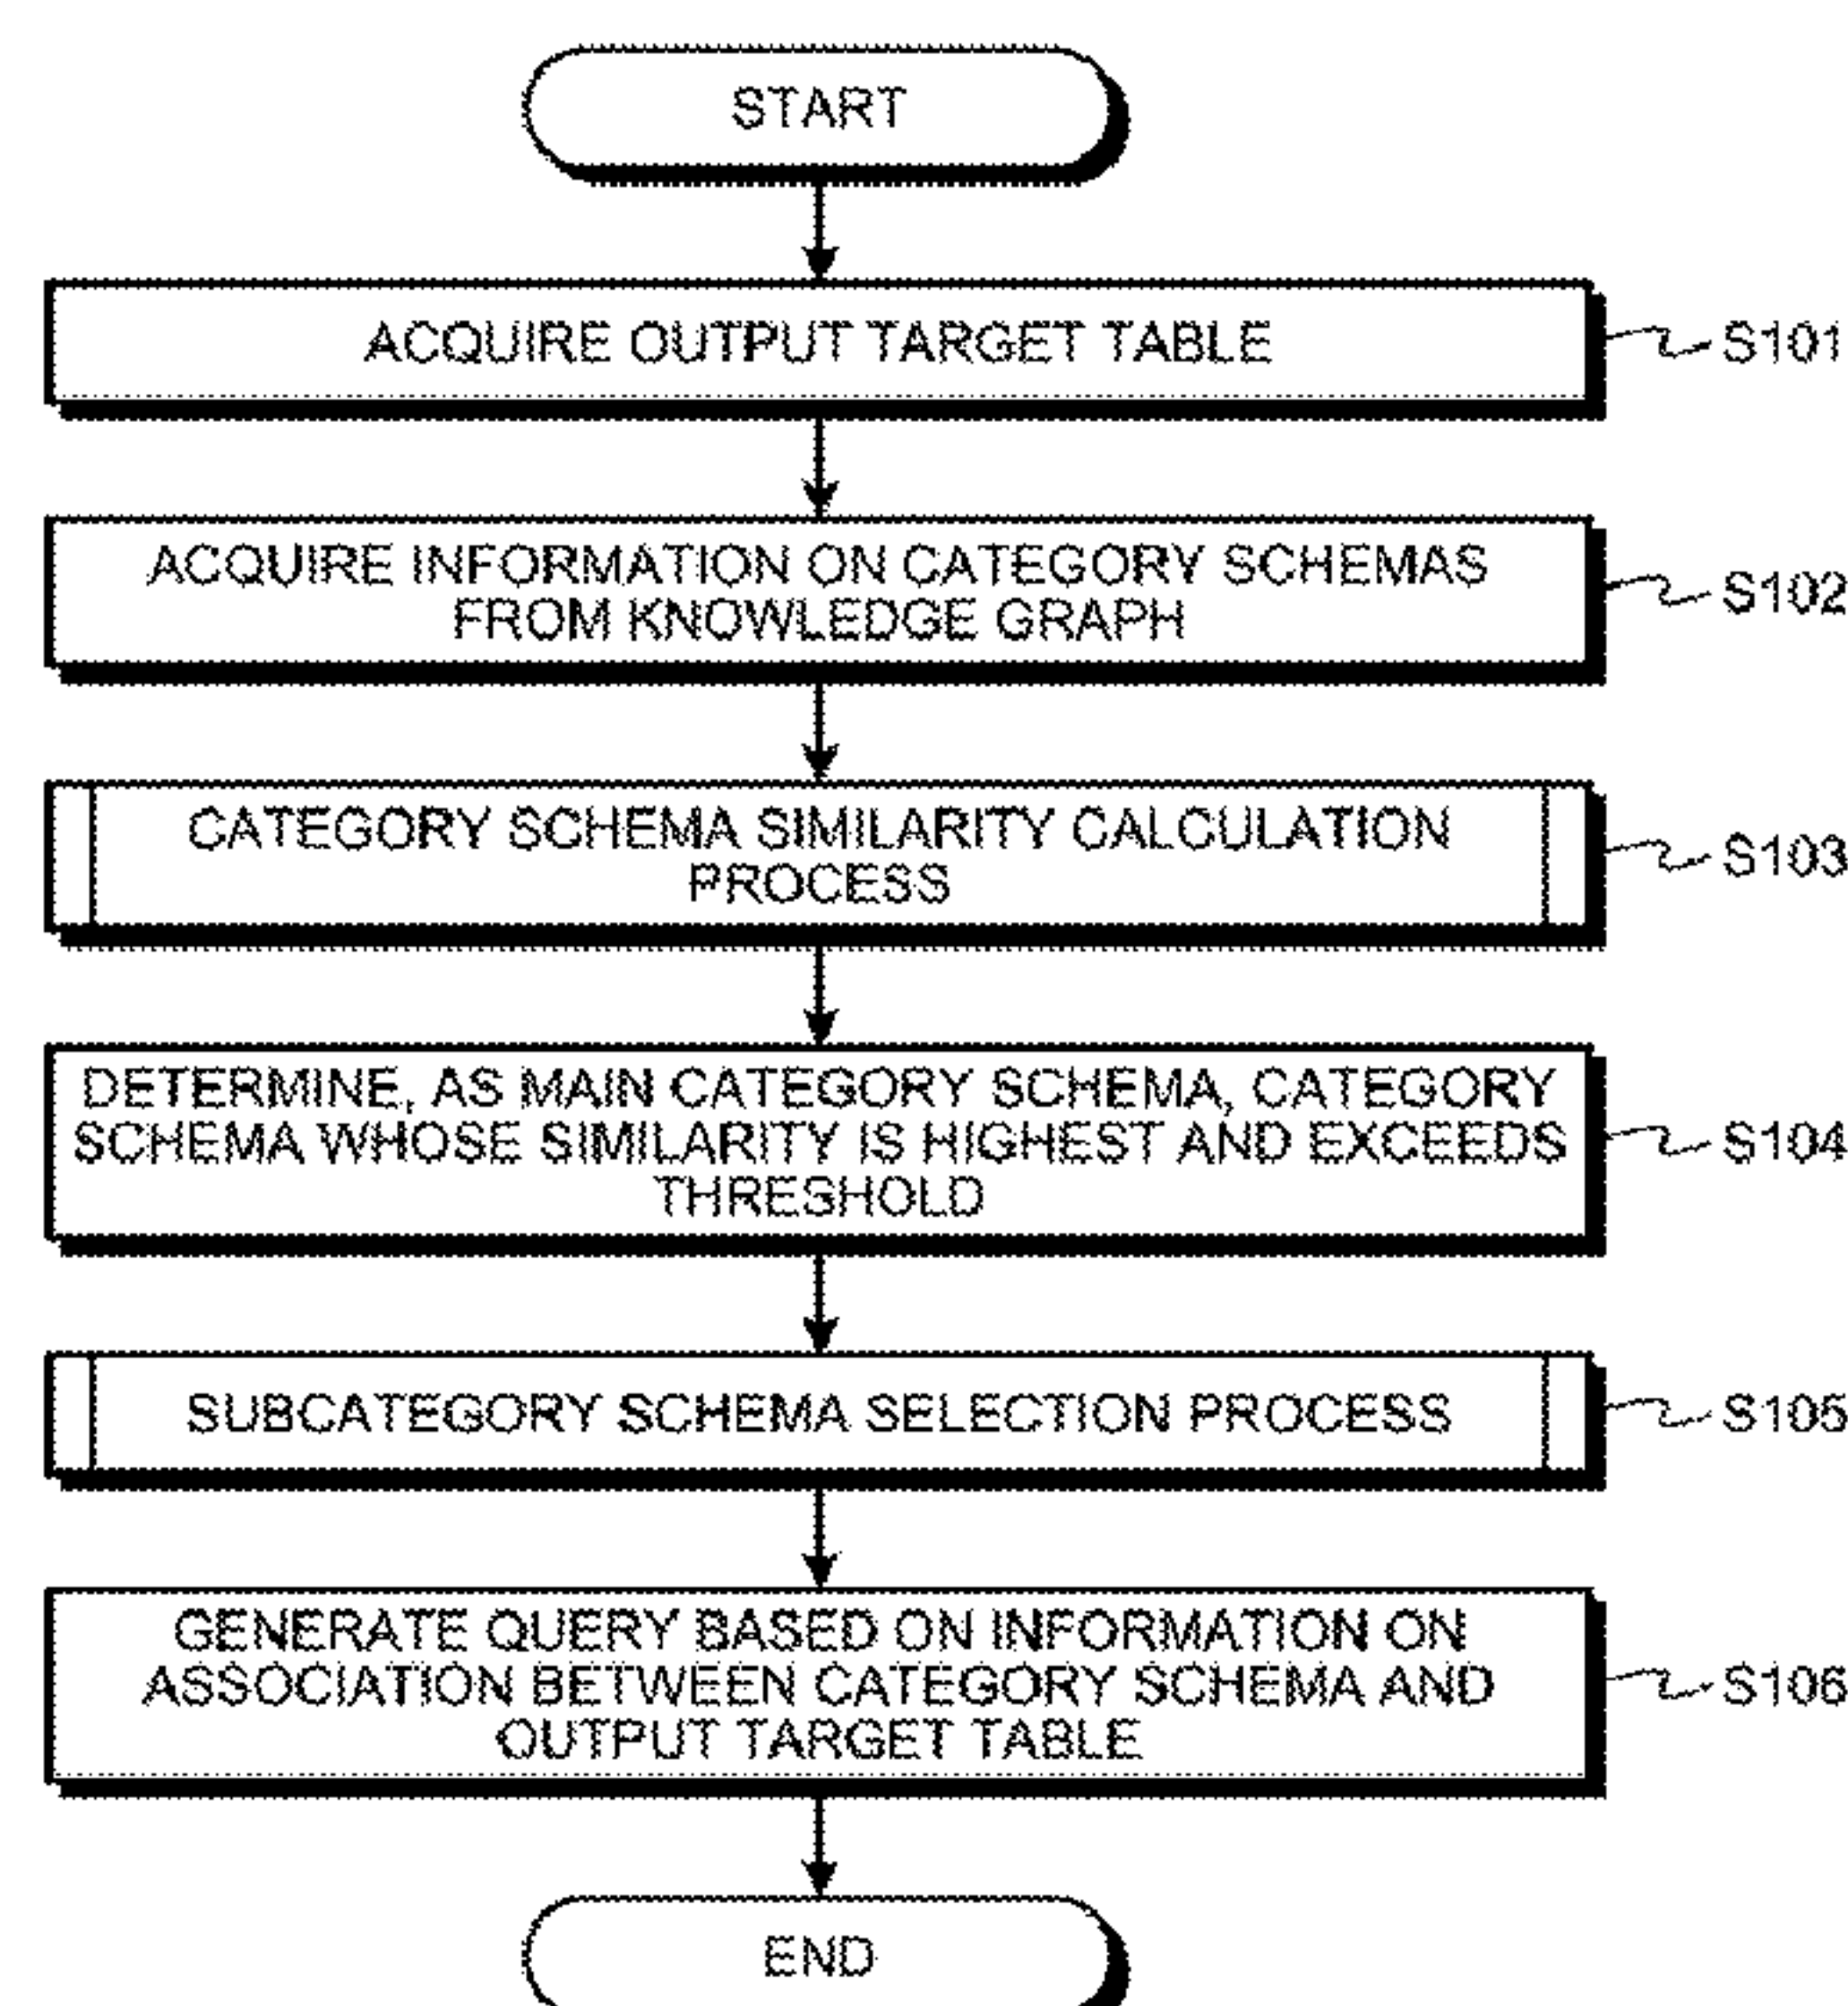 START
ACQUIRE OUTPUT TARGET TABLE
S101
ACQUIRE INFORMATION ON CATEGORY SCHEMAS
FROM KNOWLEDGE GRAPH
S102
CATEGORY SCHEMA SIMILARITY CALCULATION
PROCESS
S103
DETERMINE, AS MAIN CATEGORY SCHEMA, CATEGORY
SCHEMA WHOSE SIMILARITY IS HIGHEST AND EXCEEDS
THRESHOLD
S104
SUBCATEGORY SCHEMA SELECTION PROCESS
S105
GENERATE QUERY BASED ON INFORMATION ON
ASSOCIATION BETWEEN CATEGORY SCHEMA AND
OUTPUT TARGET TABLE
S106
END